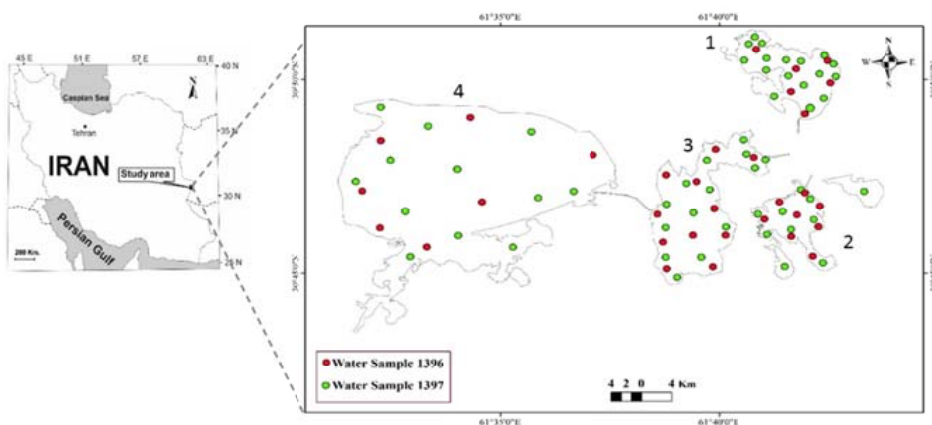 45 E
51 E
57 E
63 E
40 N
35 N
30 N
25 N
N
Caspian Sea
Tehran
IRAN
Study area
Persian Gulf
200 Km.
61°35'0"E
61°40'0"E
1
2
3
4
N
W
E
S
Water Sample 1396
Water Sample 1397
4 2 0 4 Km
61°35'0"E
61°40'0"E